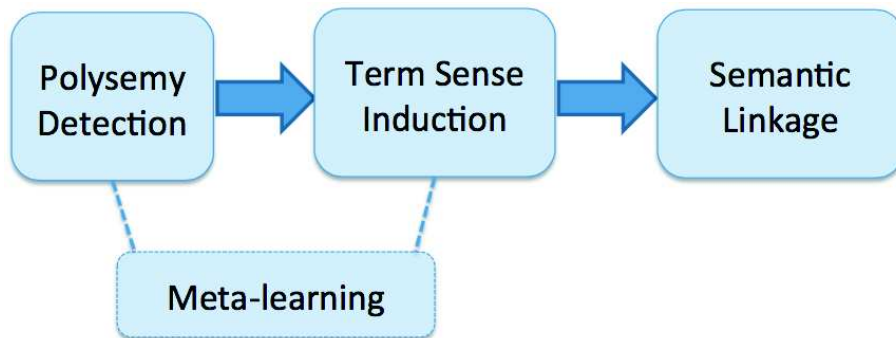 Polysemy
Detection
Term Sense
Induction
Semantic
Linkage
Meta-learning